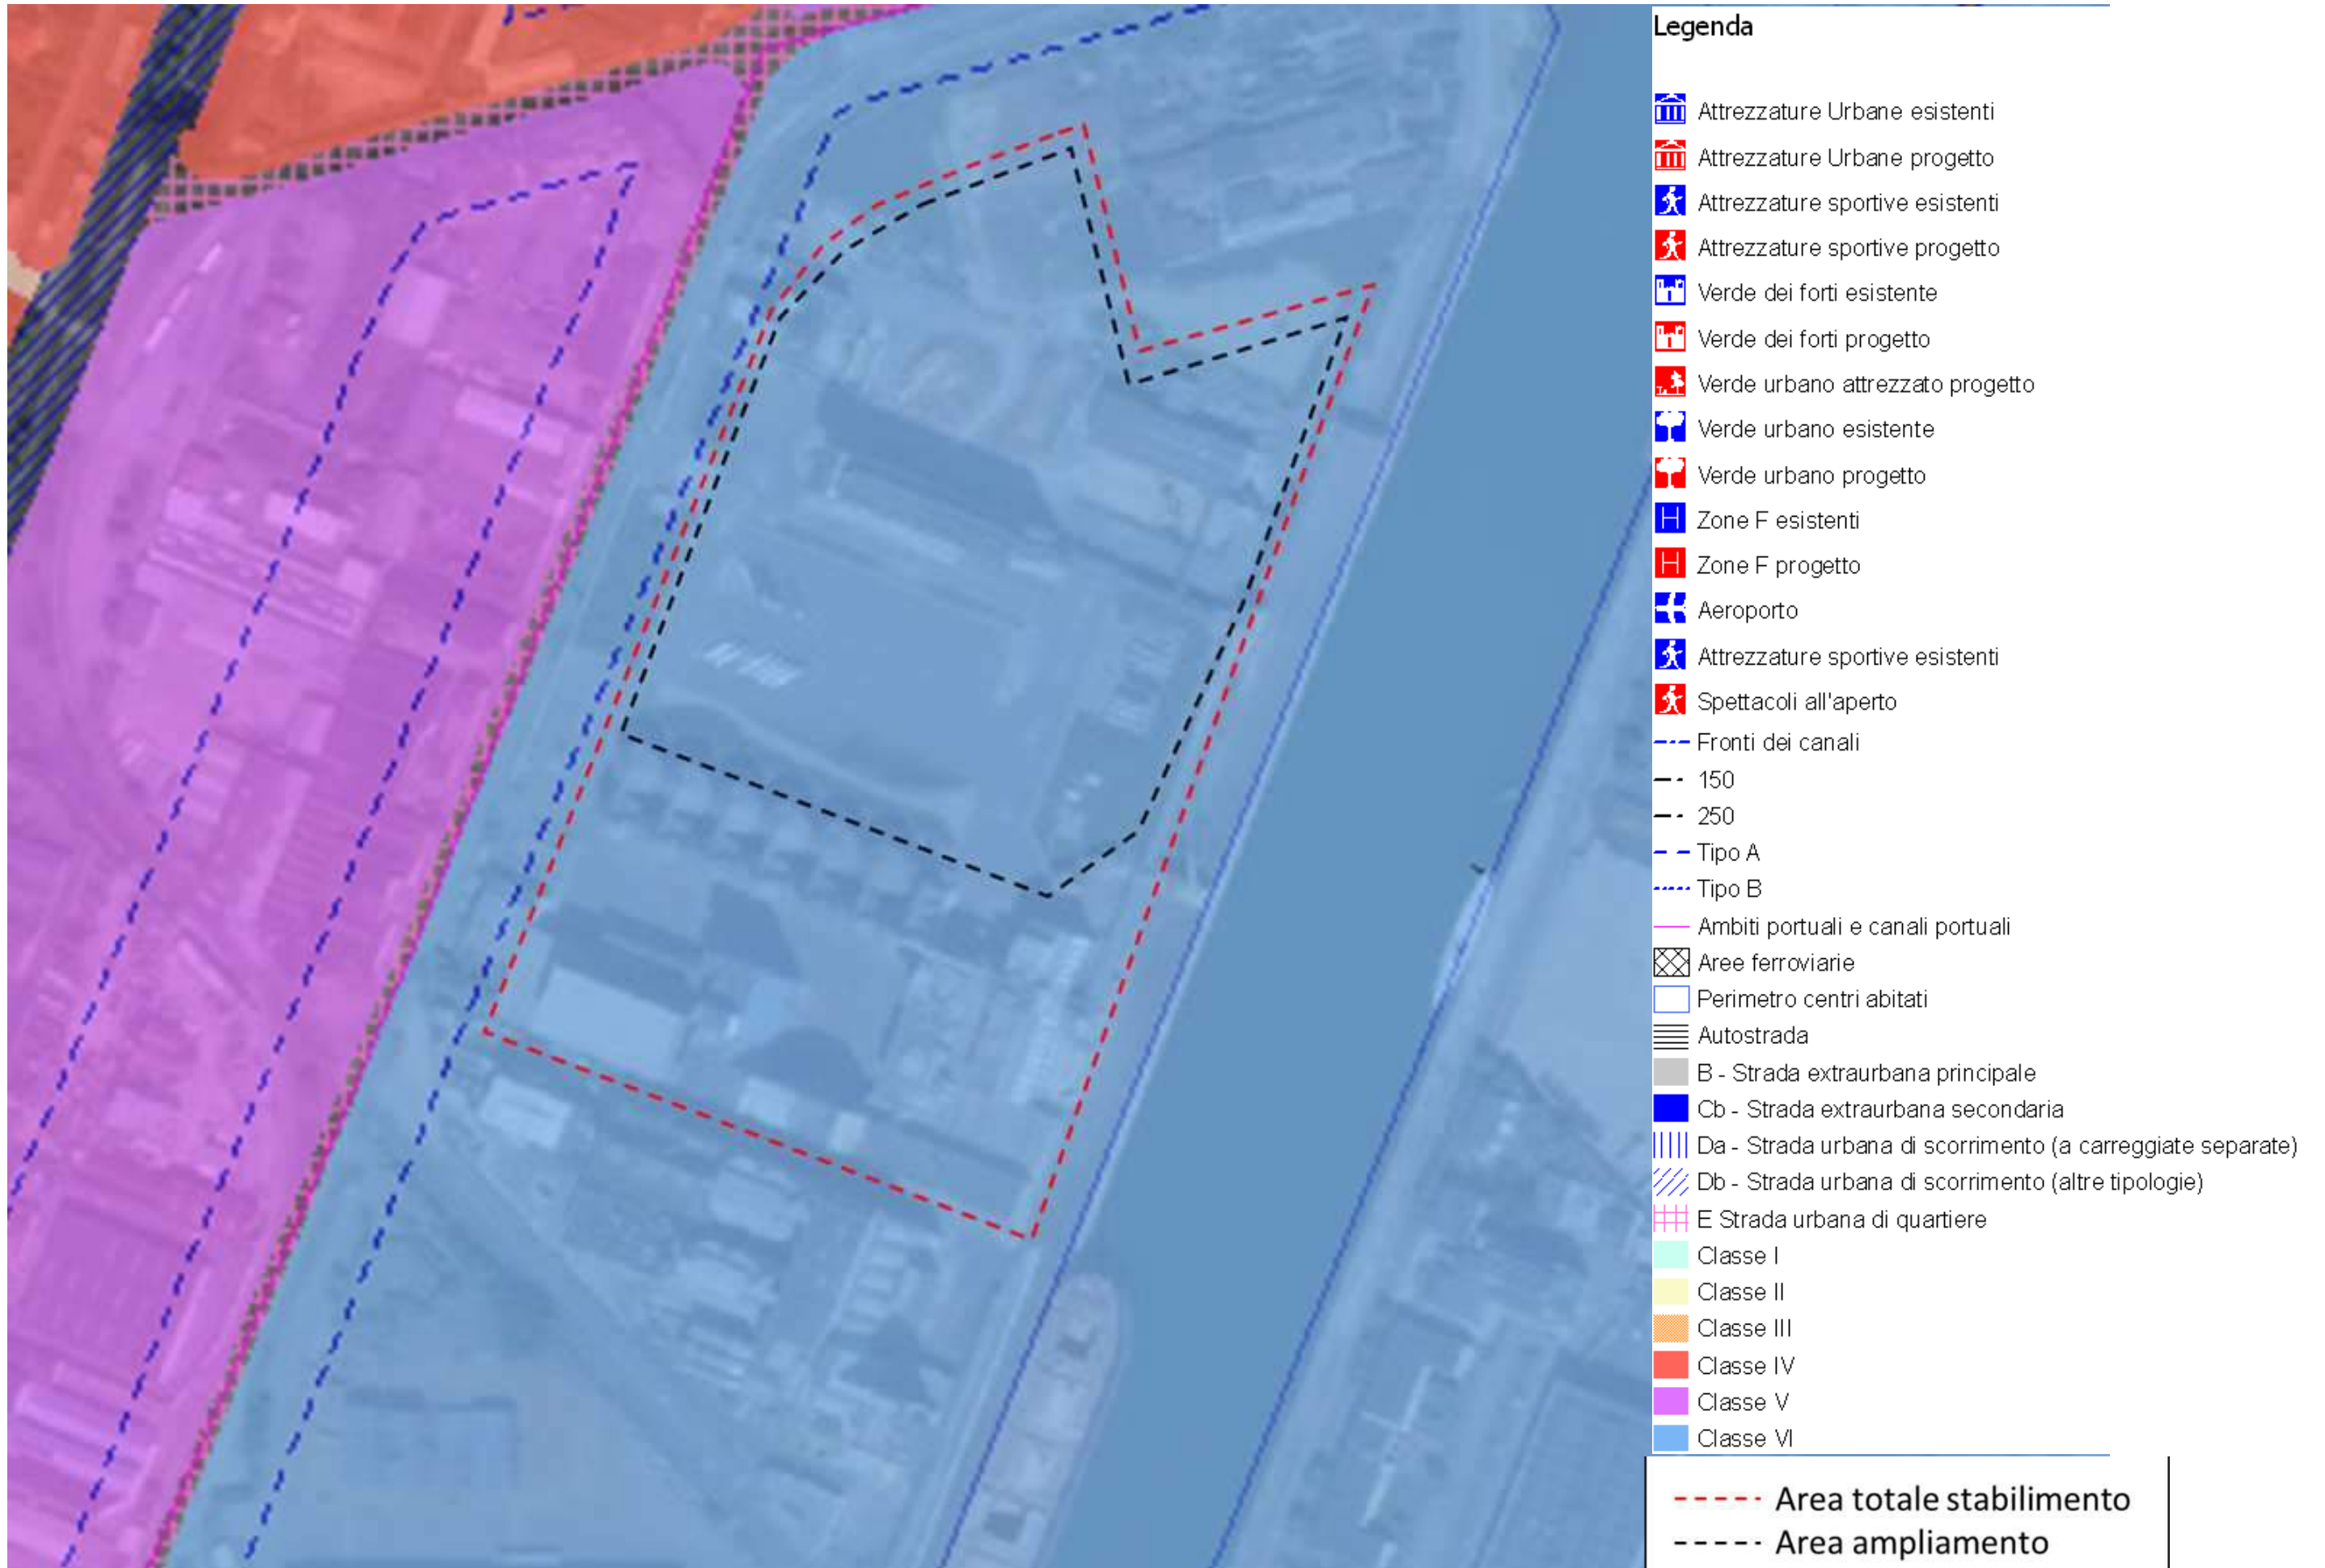 Legenda
Attrezzature Urbane esistenti
Attrezzature Urbane progetto
Attrezzature sportive esistenti
Attrezzature sportive progetto
Verde dei forti esistente
Verde dei forti progetto
Verde urbano attrezzato progetto
Verde urbano esistente
Verde urbano progetto
H Zone F esistenti
H Zone F progetto
Aeroporto
Attrezzature sportive esistenti
Spettacoli all'aperto
Fronti dei canali
150
250
Tipo A
Tipo B
Ambiti portuali e canali portuali
Aree ferroviarie
Perimetro centri abitati
Autostrada
B - Strada extraurbana principale
Cb - Strada extraurbana secondaria
Da - Strada urbana di scorrimento (a carreggiate separate)
Db - Strada urbana di scorrimento (altre tipologie)
E Strada urbana di quartiere
Classe I
Classe II
Classe III
Classe IV
Classe V
Classe VI
Area totale stabilimento
Area ampliamento